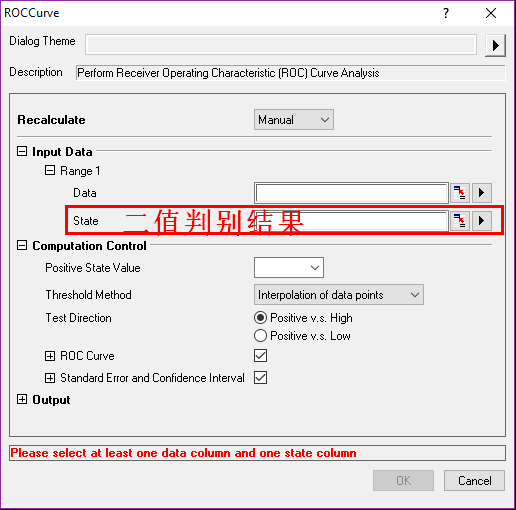 ROCCurve
Dialog Theme
Description Perform Receiver Operating Characteristic (ROC) Curve Analysis
Recalculate Manual
Input Data
Range 1
Data
State 二值判别结果
Computation Control
Positive State Value
Threshold Method Interpolation of data points
Test Direction Positive v.s. High
Positive v.s. Low
ROC Curve
Standard Error and Confidence Interval
Output
Please select at least one data column and one state column
OK Cancel